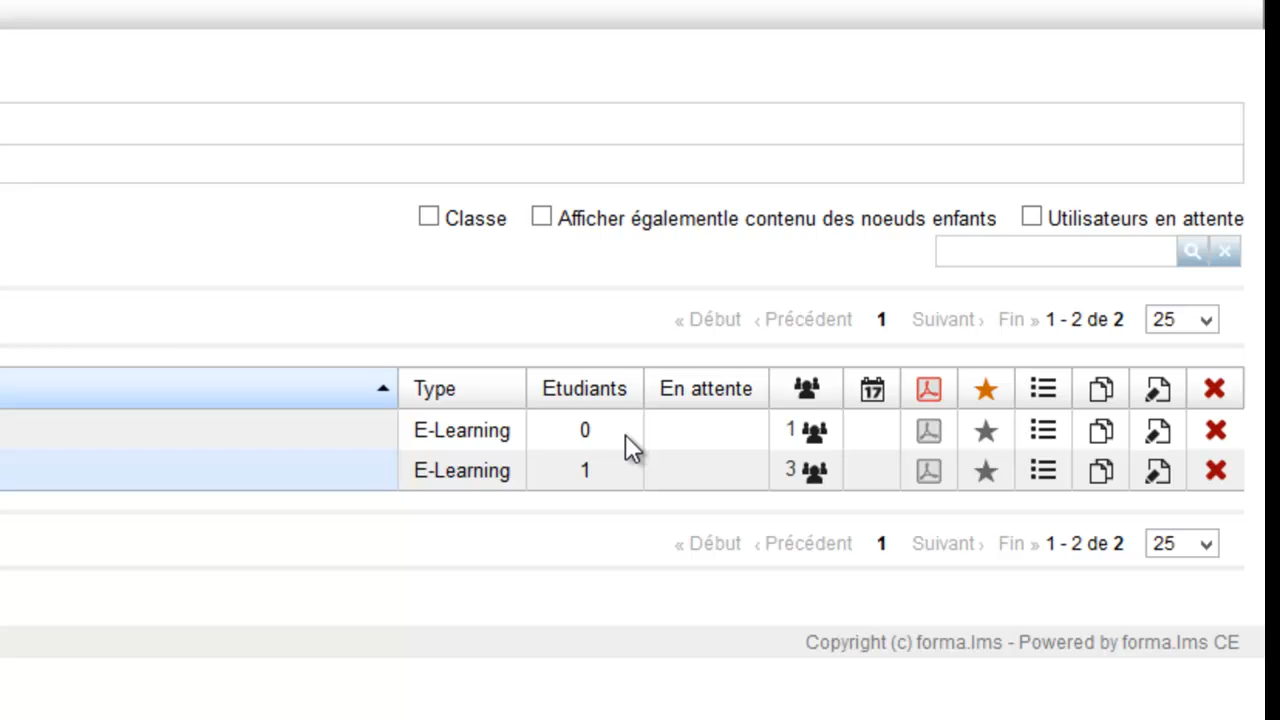 Classe Afficher égalementle contenu des noeuds enfants Utilisateurs en attente
« Début ‹ Précédent 1 Suivant › Fin » 1 - 2 de 2 25
Type Etudiants En attente 17
E-Learning 0 1
E-Learning 1 3
« Début ‹ Précédent 1 Suivant › Fin » 1 - 2 de 2 25
Copyright (c) forma.lms - Powered by forma.lms CE